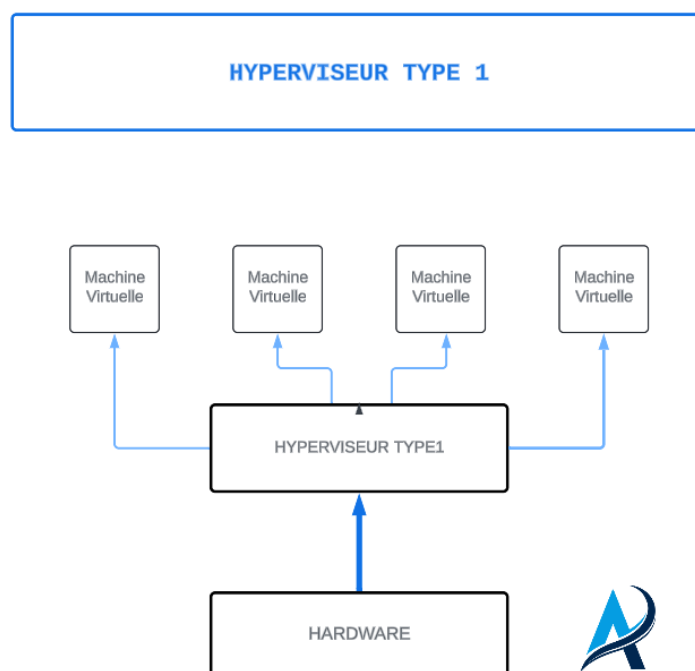 HYPERVISEUR TYPE 1
Machine
Virtuelle
Machine
Virtuelle
Machine
Virtuelle
Machine
Virtuelle
HYPERVISEUR TYPE1
HARDWARE